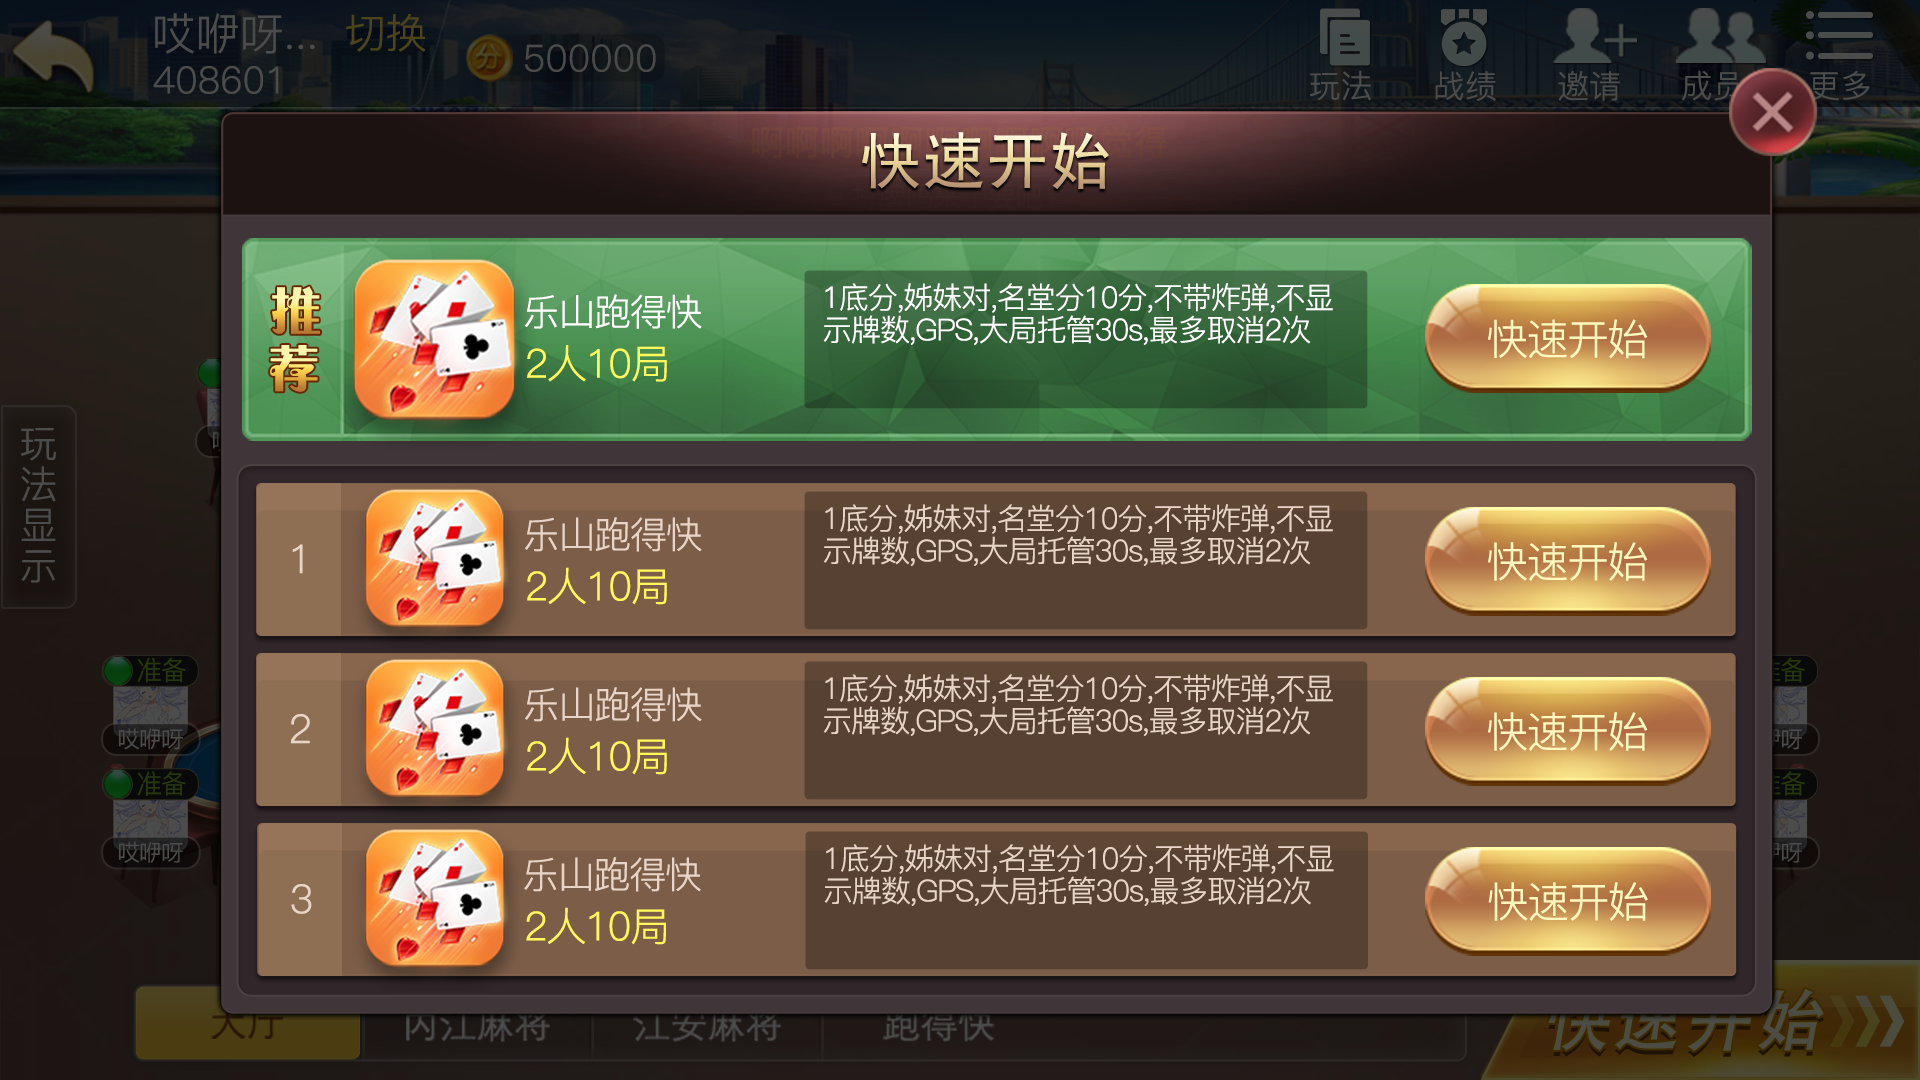 哎咿呀... 切换
408601
500000
玩法
战绩
邀请
成员
更多
快速开始
推荐
乐山跑得快
2人10局
1底分,姊妹对,名堂分10分,不带炸弹,不显
示牌数,GPS,大局托管30s,最多取消2次
快速开始
1
乐山跑得快
2人10局
1底分,姊妹对,名堂分10分,不带炸弹,不显
示牌数,GPS,大局托管30s,最多取消2次
快速开始
2
乐山跑得快
2人10局
1底分,姊妹对,名堂分10分,不带炸弹,不显
示牌数,GPS,大局托管30s,最多取消2次
快速开始
3
乐山跑得快
2人10局
1底分,姊妹对,名堂分10分,不带炸弹,不显
示牌数,GPS,大局托管30s,最多取消2次
快速开始
玩法显示
准备
哎咿呀
准备
哎咿呀
大厅
内江麻将
江安麻将
跑得快
快速开始